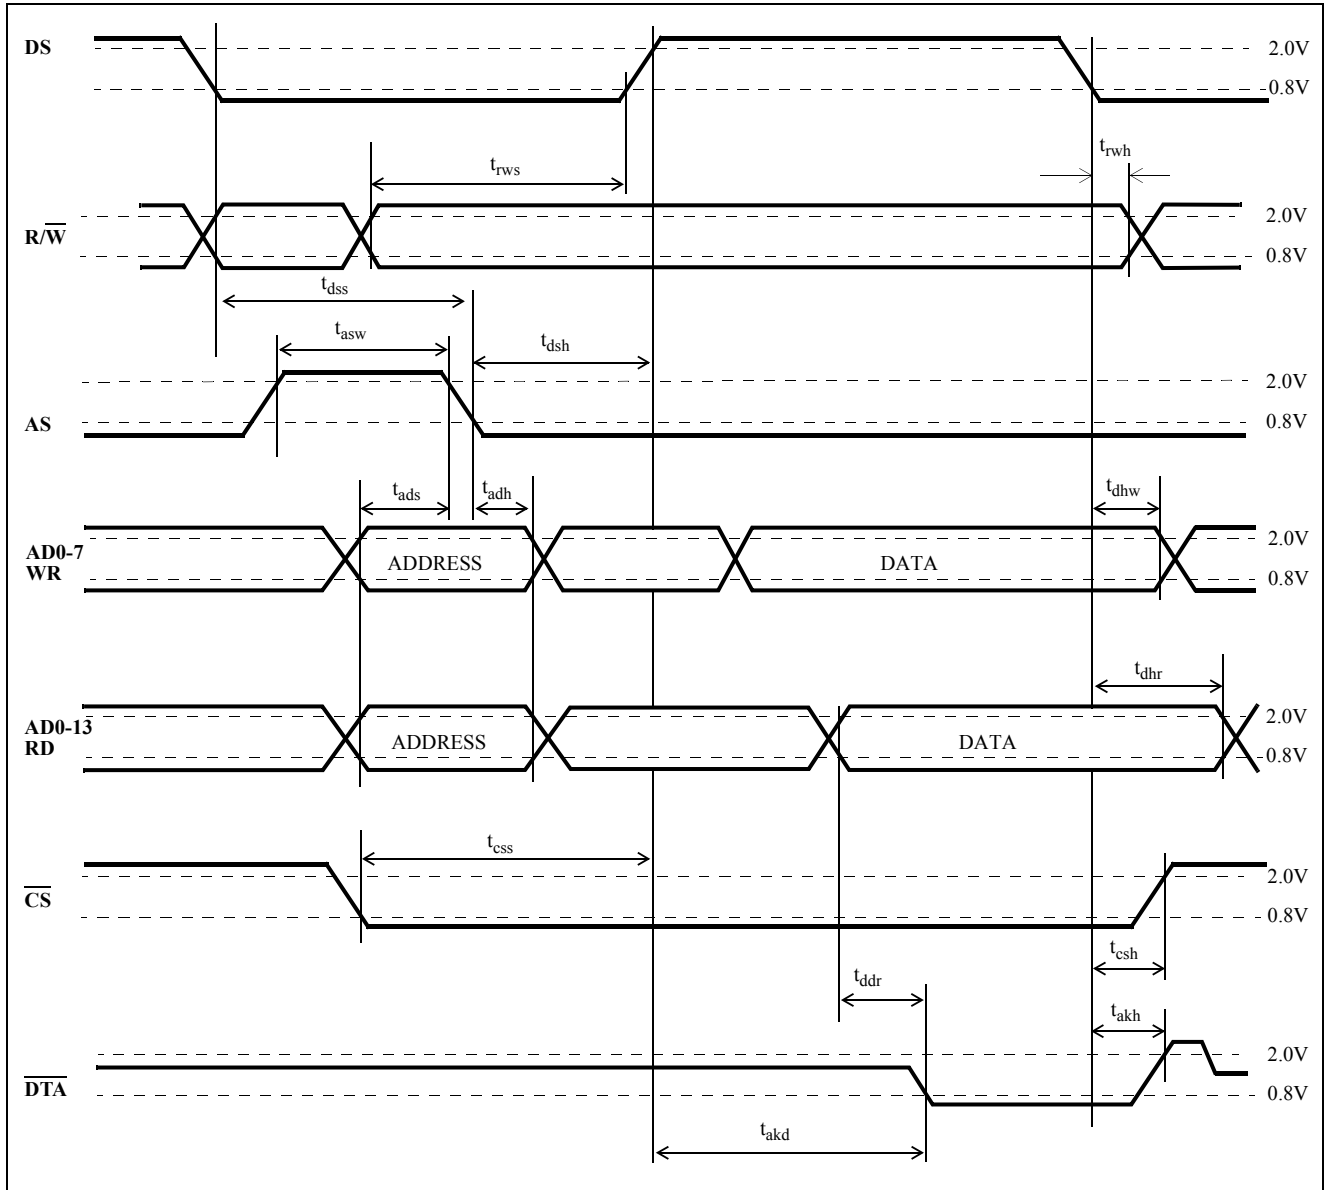 DS
2.0V
0.8V
t_rws
t_rwh
R/W̅
2.0V
0.8V
t_dss
t_asw
t_dsh
AS
2.0V
0.8V
t_ads
t_adh
t_dhw
AD0-7
WR
ADDRESS
DATA
2.0V
0.8V
t_dhr
AD0-13
RD
ADDRESS
DATA
2.0V
0.8V
t_css
C̅S̅
2.0V
0.8V
t_csh
t_ddr
t_akh
D̅T̅A̅
2.0V
0.8V
t_akd